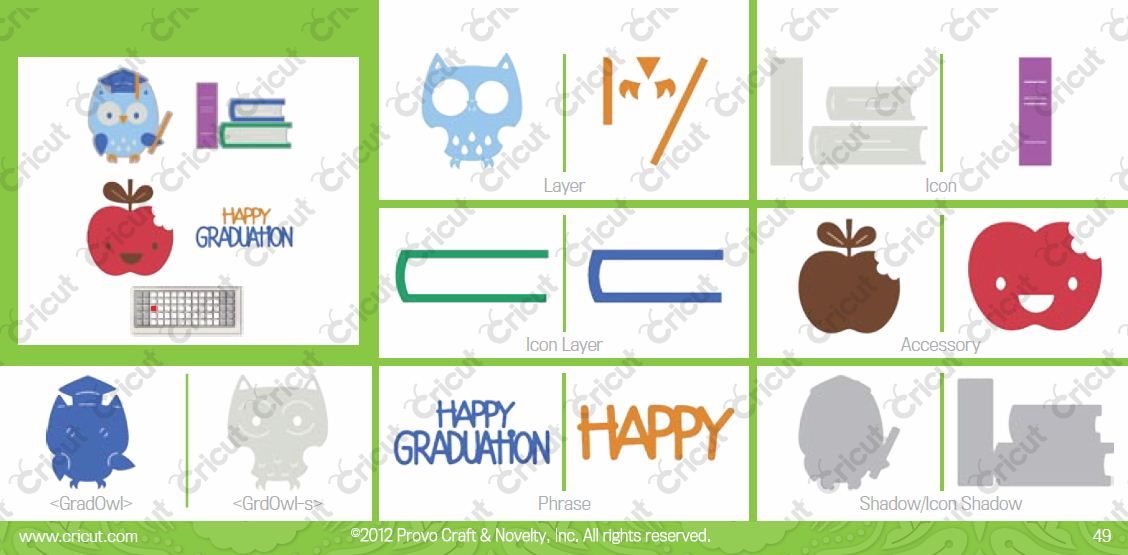 HAPPY
GRADUATION
Layer
Icon
Icon Layer
Accessory
HAPPY
GRADUATION
HAPPY
<GradOwl>
<GrdOwl-s>
Phrase
Shadow/Icon Shadow
www.cricut.com
©2012 Provo Craft & Novelty, Inc. All rights reserved.
49
Cricut